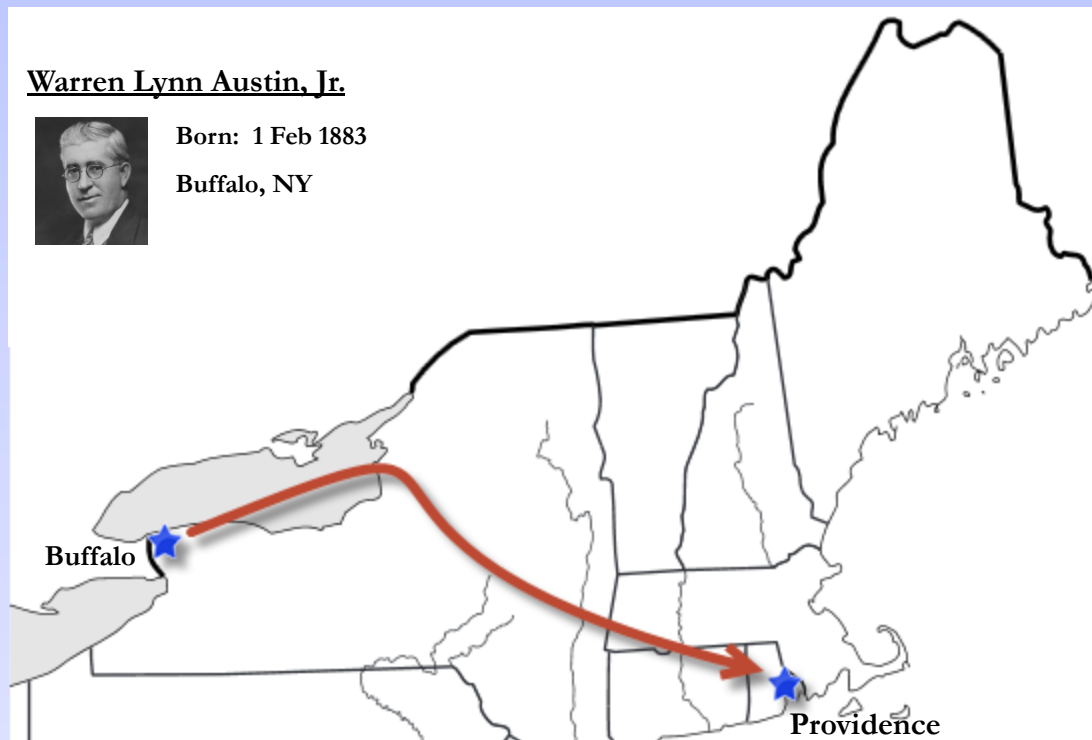 Warren Lynn Austin, Jr.
Born: 1 Feb 1883
Buffalo, NY
Buffalo
Providence